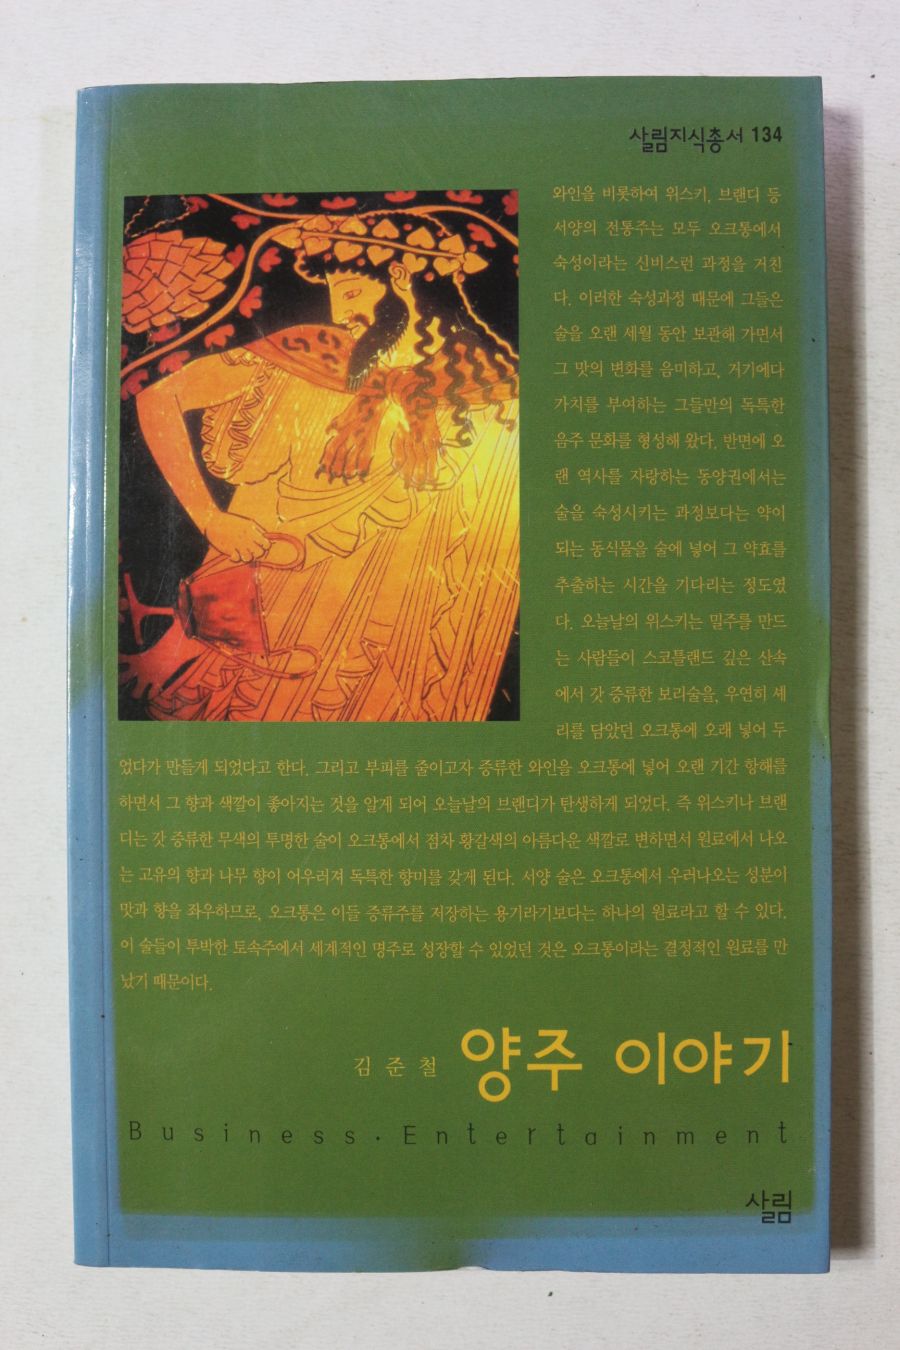 살림지식총서 134
와인을 비롯하여 위스키, 브랜디 등
서양의 전통주는 모두 오크통에서
숙성이라는 신비스런 과정을 거친
다. 이러한 숙성과정 때문에 그들은
술을 오랜 세월 동안 보관해 가면서
그 맛의 변화를 음미하고, 거기에다
가치를 부여하는 그들만의 독특한
음주 문화를 형성해 왔다. 반면에 오
랜 역사를 자랑하는 동양권에서는
술을 숙성시키는 과정보다는 약이
되는 동식물을 술에 넣어 그 약효를
추출하는 시간을 기다리는 정도였
다. 오늘날의 위스키는 밀주를 만드
는 사람들이 스코틀랜드 깊은 산속
에서 갓 증류한 보리술을, 우연히 셰
리를 담았던 오크통에 오래 넣어 두
었다가 만들게 되었다고 한다. 그리고 부피를 줄이고자 증류한 와인을 오크통에 넣어 오랜 기간 항해를
하면서 그 향과 색깔이 좋아지는 것을 알게 되어 오늘날의 브랜디가 탄생하게 되었다. 즉 위스키나 브랜
디는 갓 증류한 무색의 투명한 술이 오크통에서 점차 황갈색의 아름다운 색깔로 변하면서 원료에서 나오
는 고유의 향과 나무 향이 어우러져 독특한 향미를 갖게 된다. 서양 술은 오크통에서 우러나오는 성분이
맛과 향을 좌우하므로, 오크통은 이들 증류주를 저장하는 용기라기보다는 하나의 원료라고 할 수 있다.
이 술들이 투박한 토속주에서 세계적인 명주로 성장할 수 있었던 것은 오크통이라는 결정적인 원료를 만
났기 때문이다.
김준철 양주 이야기
Business·Entertainment
살림